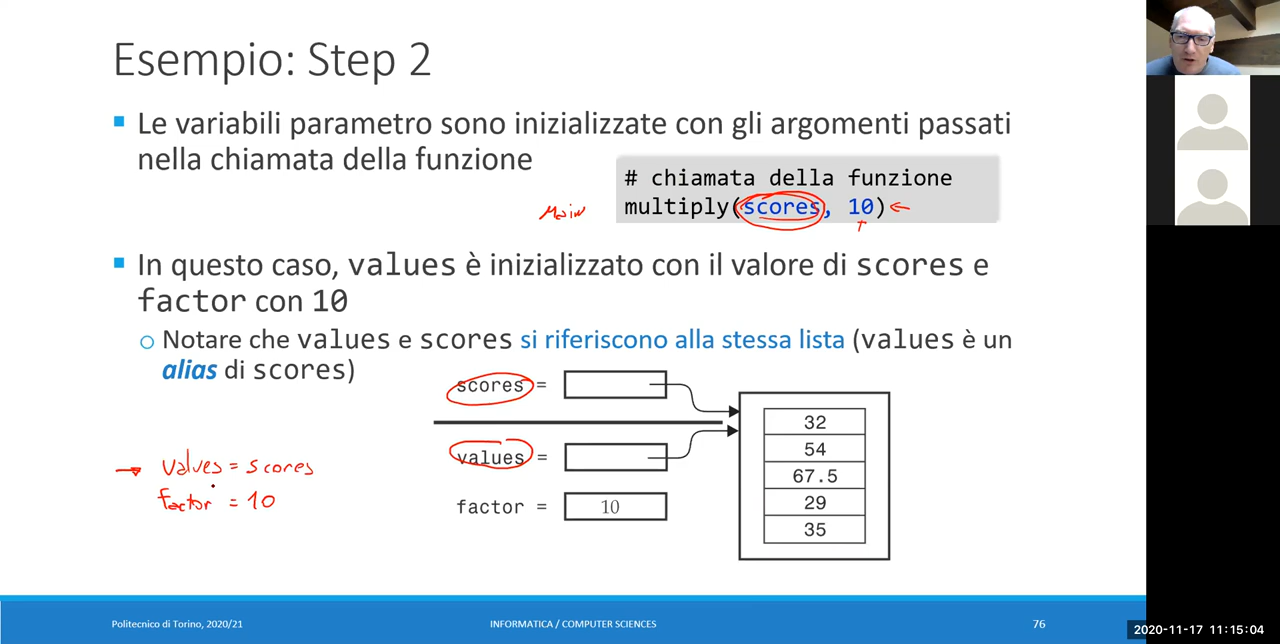 Esempio: Step 2
Le variabili parametro sono inizializzate con gli argomenti passati
nella chiamata della funzione
# chiamata della funzione
Main
multiply(scores, 10)
In questo caso, values è inizializzato con il valore di scores e
factor con 10
Notare che values e scores si riferiscono alla stessa lista (values è un
alias di scores)
scores =
values =
factor = 10
32
54
67.5
29
35
values = scores
factor = 10
Politecnico di Torino, 2020/21
INFORMATICA / COMPUTER SCIENCES
76
2020-11-17 11:15:04